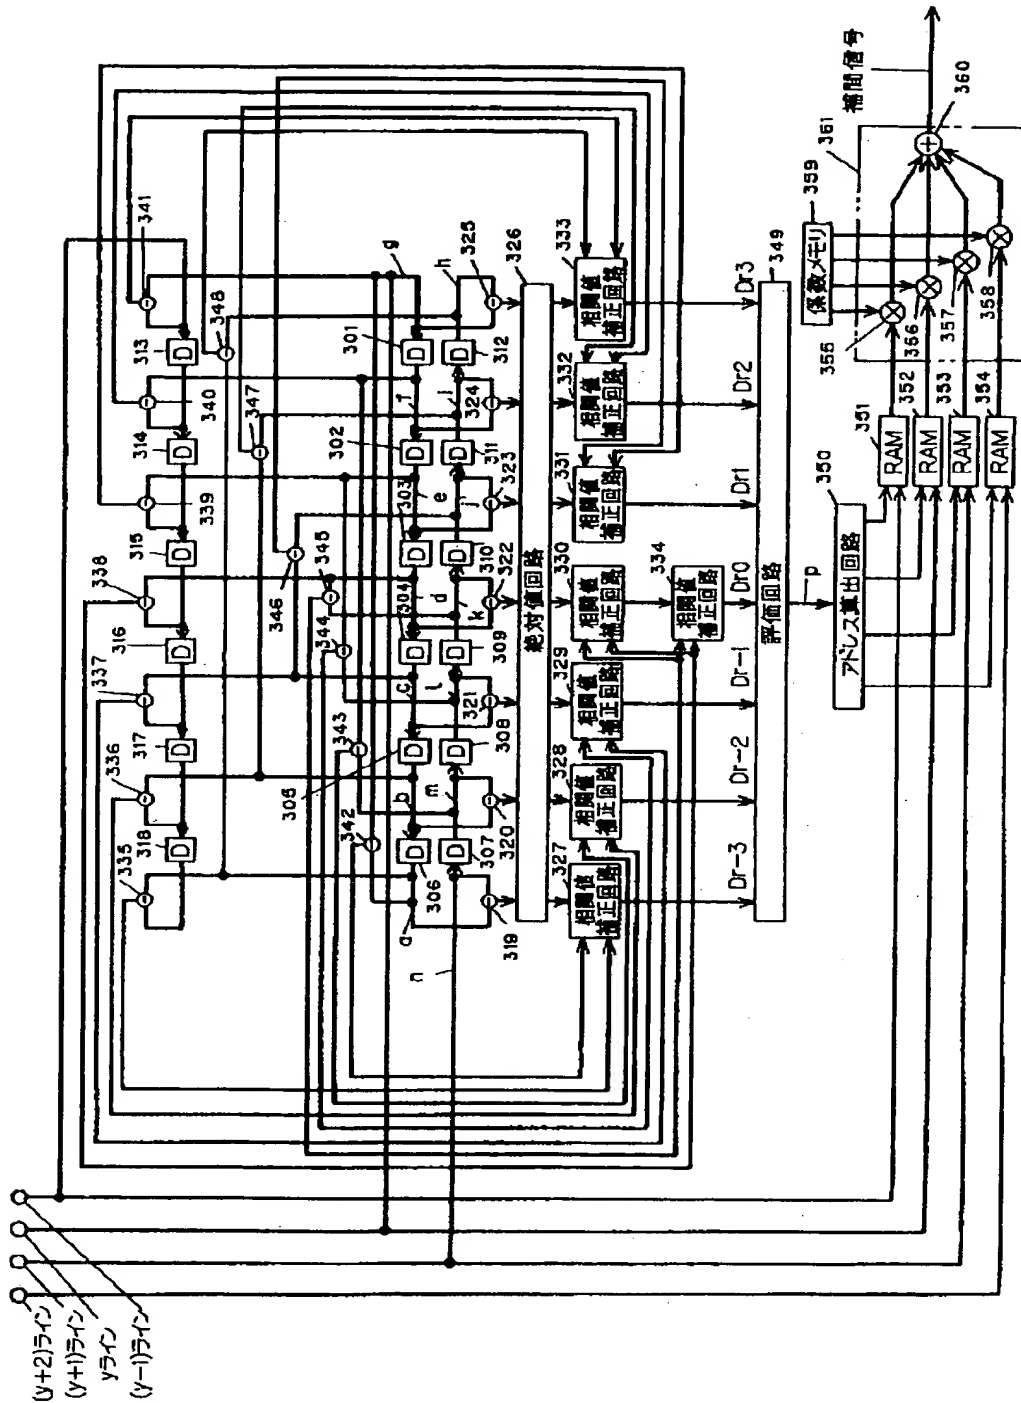 (y+2)ライン
(y+1)ライン
yライン
(y−1)ライン
341
348
313
D
340
347
314
D
339
338
315
D
346
345
337
316
D
344
336
317
D
343
335
318
D
342
g
h
325
301
D
312
D
f
i
324
302
D
311
D
e
j
323
303
D
310
D
d
k
322
304
D
309
D
c
l
321
305
D
308
D
b
m
320
306
D
307
D
a
n
319
326
絶対値回路
333
相関値
補正回路
332
相関値
補正回路
331
相関値
補正回路
330
相関値
補正回路
334
相関値
補正回路
329
相関値
補正回路
328
相関値
補正回路
327
相関値
補正回路
Dr3
Dr2
Dr1
Dr0
Dr−1
Dr−2
Dr−3
349
評価回路
p
350
アドレス算出回路
351
RAM
352
RAM
353
RAM
354
RAM
355
356
357
358
359
係数メモリ
361
360
補間信号